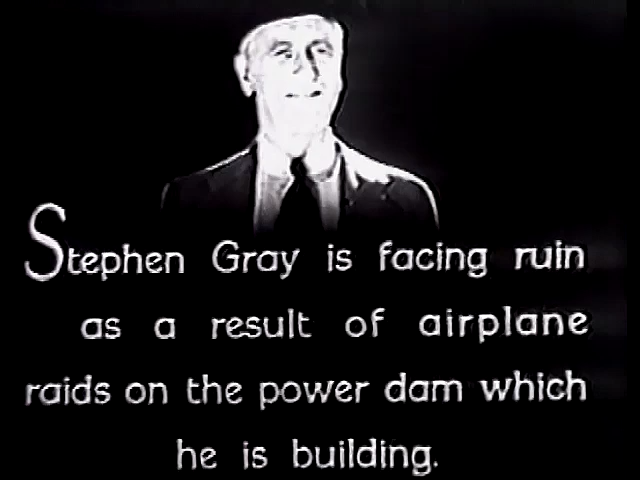 Stephen Gray is facing ruin
as a result of airplane
raids on the power dam which
he is building.